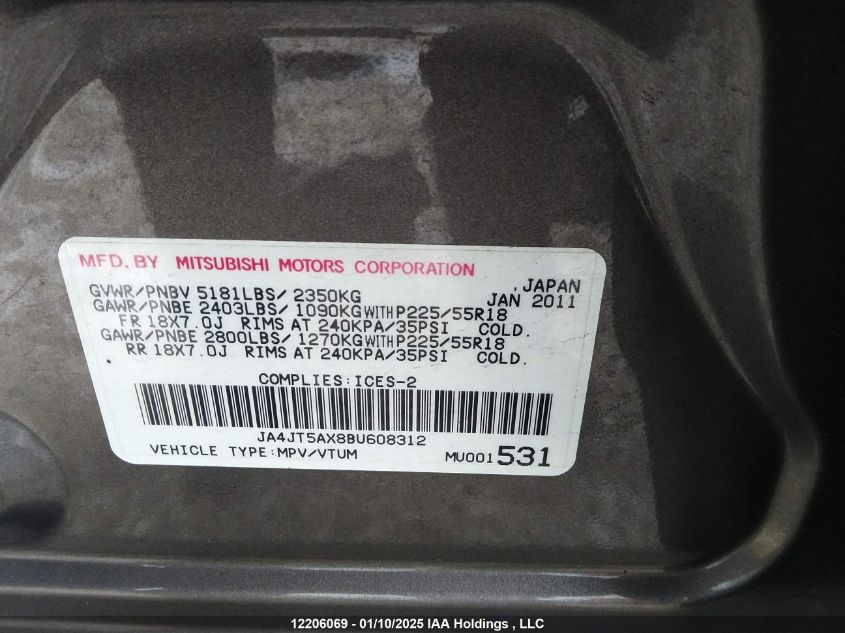 MFD. BY MITSUBISHI MOTORS CORPORATION
, JAPAN
GVWR/PNBV 5181LBS/ 2350KG JAN 2011
GAWR/PNBE 2403LBS/ 1090KG WITH P225/55R18
FR 18X7.0J RIMS AT 240KPA/35PSI COLD.
GAWR/PNBE 2800LBS/ 1270KG WITH P225/55R18
RR 18X7.0J RIMS AT 240KPA/35PSI COLD.
COMPLIES:ICES-2
JA4JT5AX8BU608312
VEHICLE TYPE:MPV/VTUM MU001531
12206069 - 01/10/2025 IAA Holdings , LLC